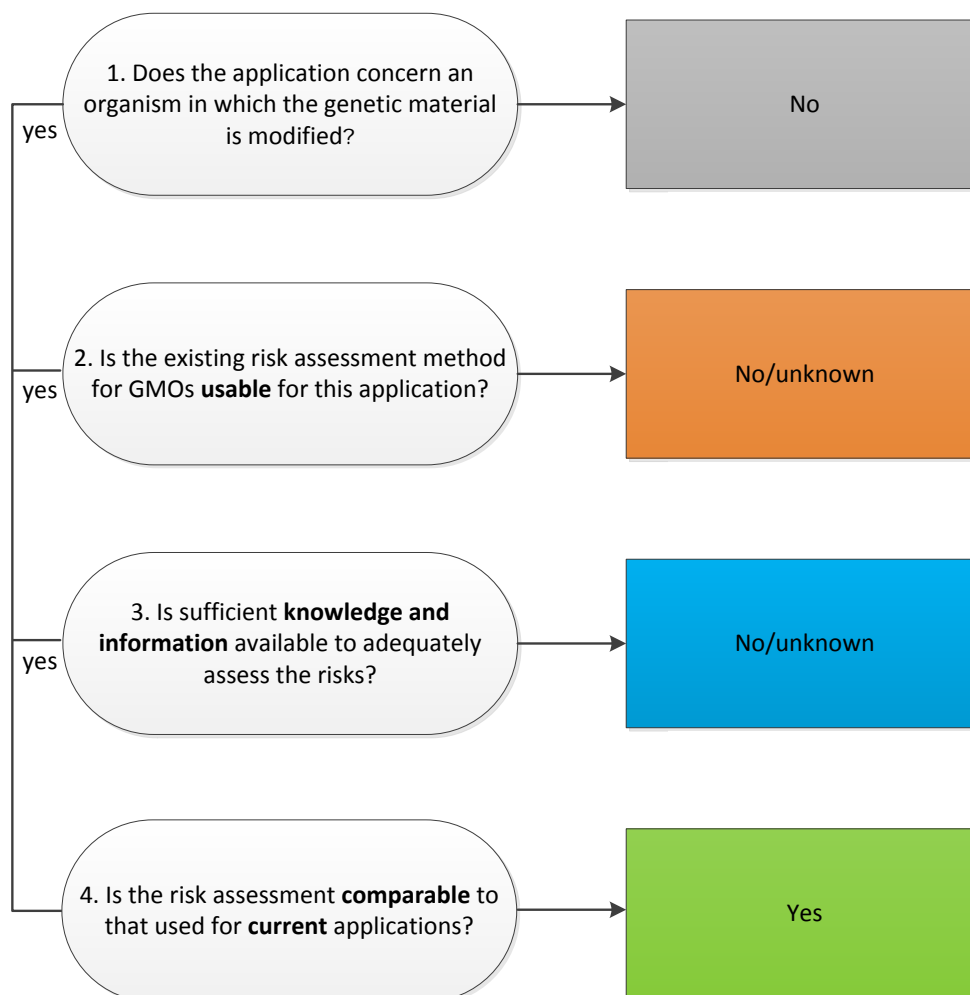 1. Does the application concern an
organism in which the genetic material
is modified?
No
yes
2. Is the existing risk assessment method
for GMOs usable for this application?
No/unknown
yes
3. Is sufficient knowledge and
information available to adequately
assess the risks?
No/unknown
yes
4. Is the risk assessment comparable to
that used for current applications?
Yes